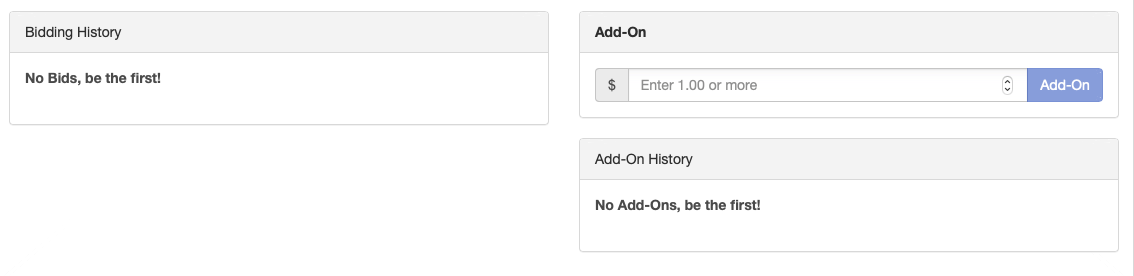 Bidding History
No Bids, be the first!
Add-On
$ Enter 1.00 or more Add-On
Add-On History
No Add-Ons, be the first!